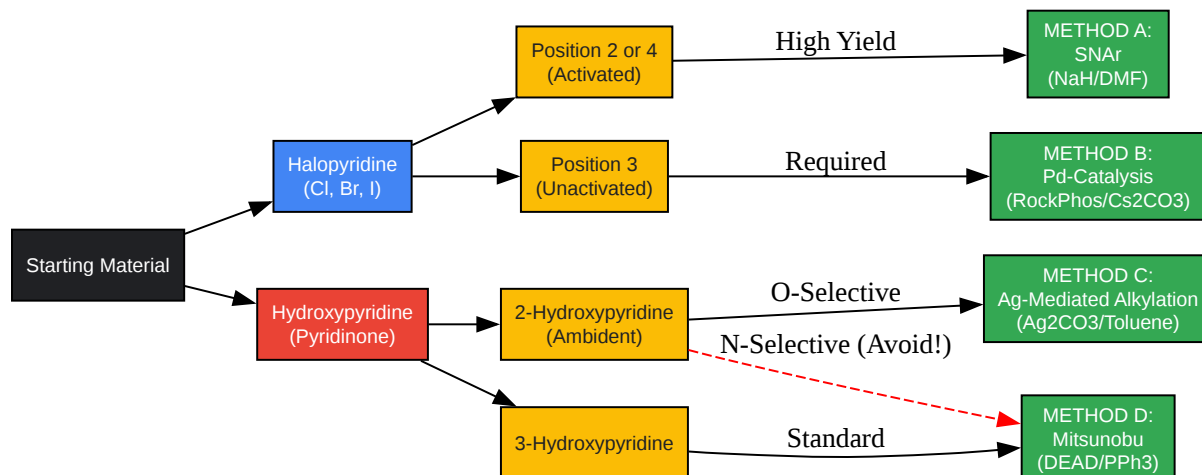 Position 2 or 4
(Activated)
High Yield
METHOD A:
SNAr
(NaH/DMF)
Halopyridine
(Cl, Br, I)
Position 3
(Unactivated)
Required
METHOD B:
Pd-Catalysis
(RockPhos/Cs2CO3)
Starting Material
Hydroxypyridine
(Pyridinone)
2-Hydroxypyridine
(Ambident)
O-Selective
METHOD C:
Ag-Mediated Alkylation
(Ag2CO3/Toluene)
N-Selective (Avoid!)
3-Hydroxypyridine
Standard
METHOD D:
Mitsunobu
(DEAD/PPh3)